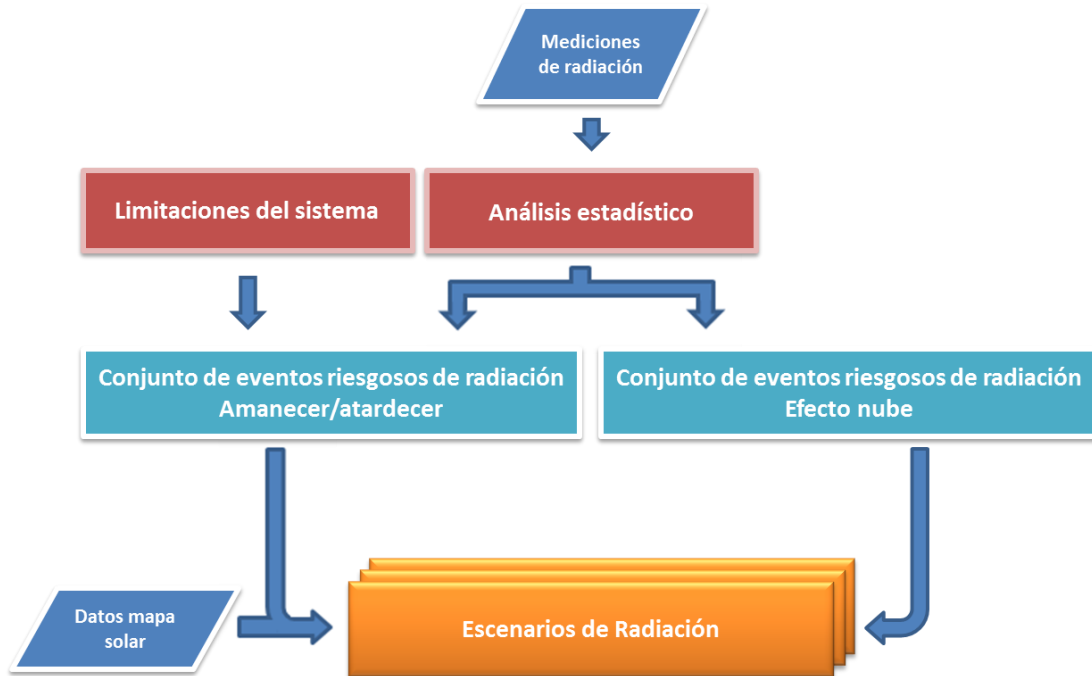 Mediciones
de radiación
Limitaciones del sistema
Análisis estadístico
Conjunto de eventos riesgosos de radiación
Amanecer/atardecer
Conjunto de eventos riesgosos de radiación
Efecto nube
Datos mapa
solar
Escenarios de Radiación